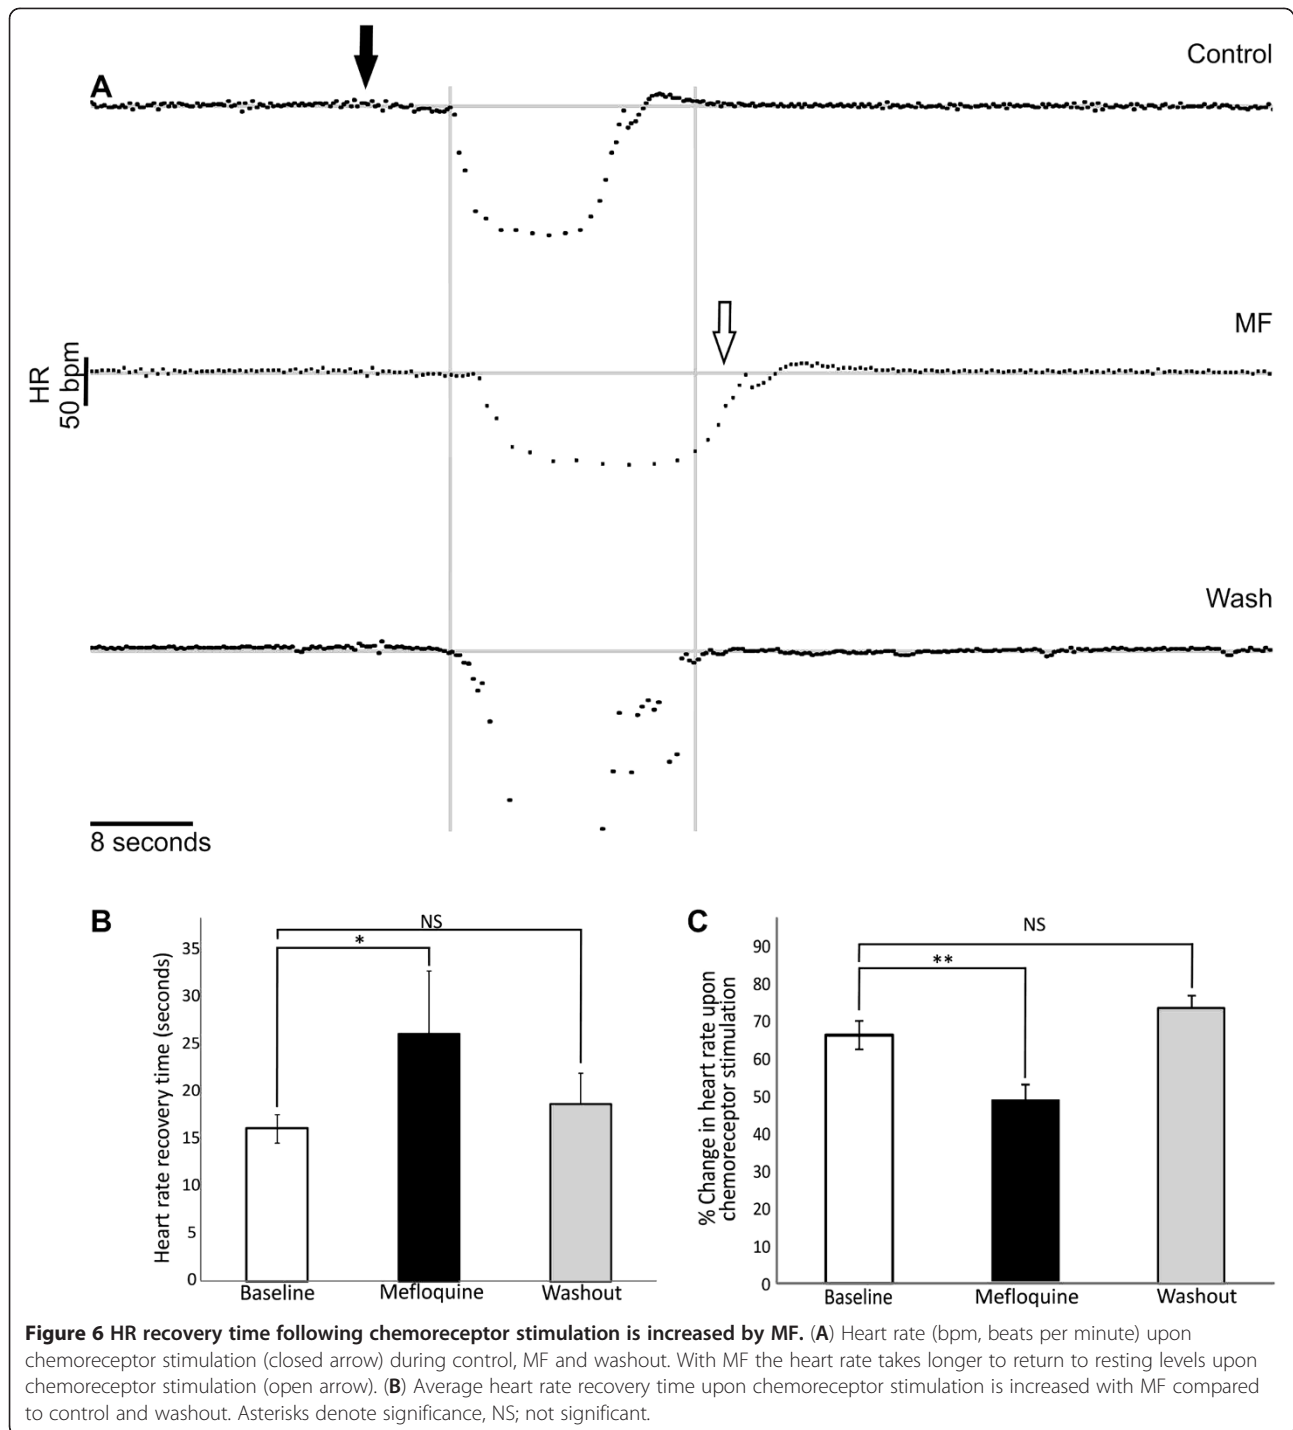 A
Control
MF
HR
50 bpm
Wash
8 seconds
B
NS
*
Heart rate recovery time (seconds)
35
30
25
20
15
10
5
0
Baseline
Mefloquine
Washout
C
NS
**
% Change in heart rate upon
chemoreceptor stimulation
90
80
70
60
50
40
30
20
10
0
Baseline
Mefloquine
Washout
Figure 6 HR recovery time following chemoreceptor stimulation is increased by MF. (A) Heart rate (bpm, beats per minute) upon
chemoreceptor stimulation (closed arrow) during control, MF and washout. With MF the heart rate takes longer to return to resting levels upon
chemoreceptor stimulation (open arrow). (B) Average heart rate recovery time upon chemoreceptor stimulation is increased with MF compared
to control and washout. Asterisks denote significance, NS; not significant.